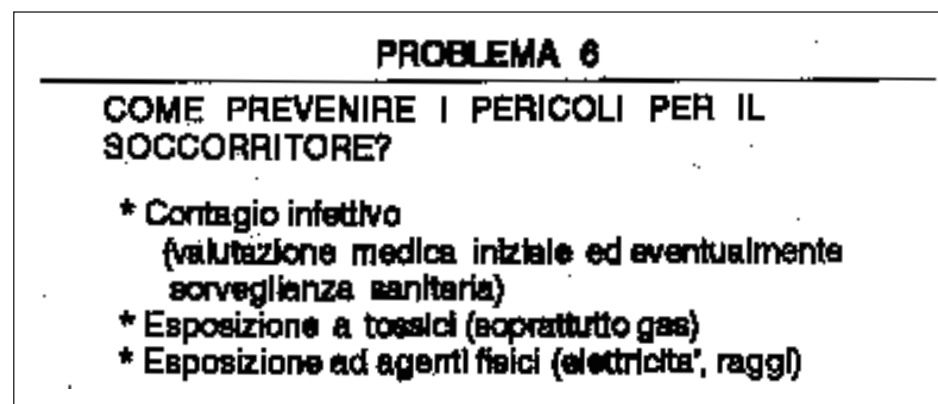 PROBLEMA 6
COME PREVENIRE I PERICOLI PER IL
SOCCORRITORE?
* Contagio infettivo
(valutazione medica iniziale ed eventualmente
sorveglianza sanitaria)
* Esposizione a tossici (soprattutto gas)
* Esposizione ad agenti fisici (elettricita', raggi)